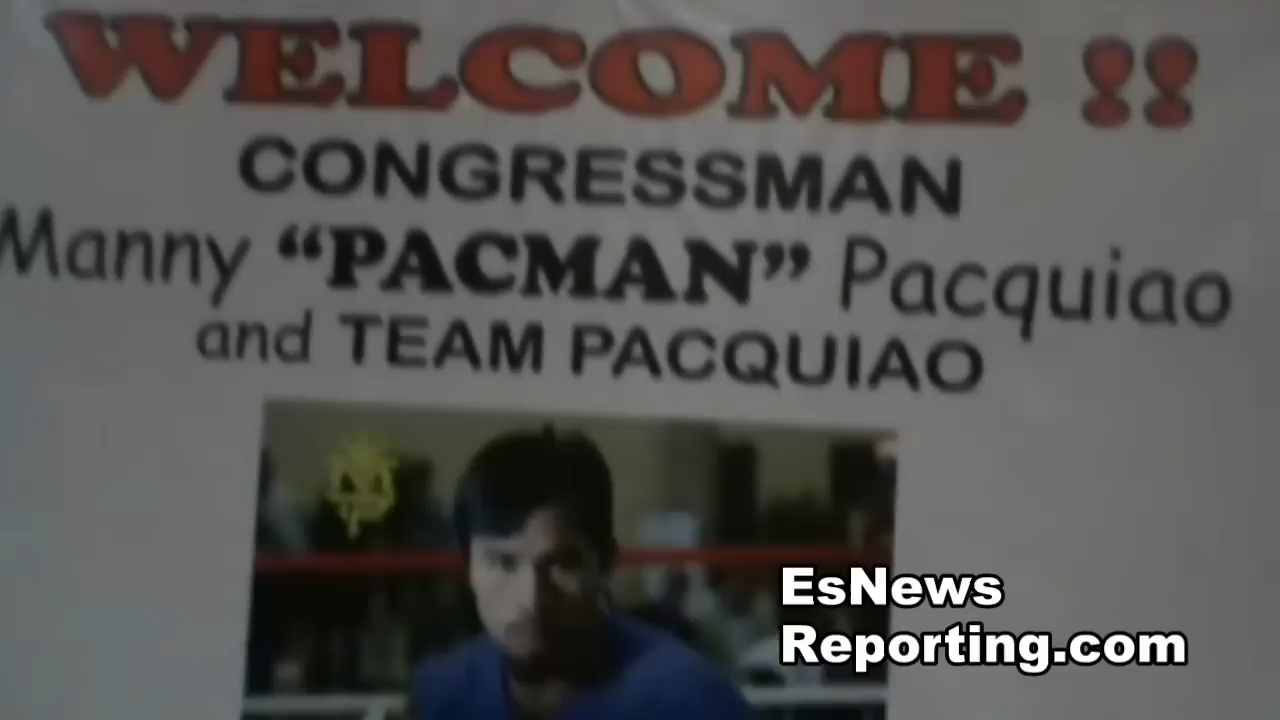 WELCOME !!
CONGRESSMAN
Manny “PACMAN” Pacquiao
and TEAM PACQUIAO
EsNews
Reporting.com